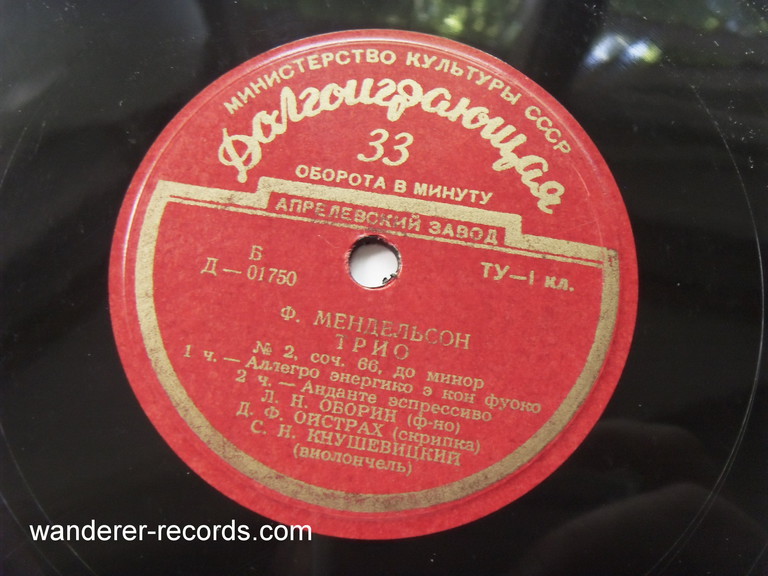 МИНИСТЕРСТВО КУЛЬТУРЫ СССР
Долгоиграющая
33
ОБОРОТА В МИНУТУ
АПРЕЛЕВСКИЙ ЗАВОД
Б
Д—01750
ТУ—1 кл.
Ф. МЕНДЕЛЬСОН
ТРИО
№ 2, соч. 66, до минор
1 ч.—Аллегро энергико э кон фуоко
2 ч.—Анданте эспрессиво
Л. Н. ОБОРИН (ф-но)
Д. Ф. ОЙСТРАХ (скрипка)
С. Н. КНУШЕВИЦКИЙ
(виолончель)
wanderer-records.com